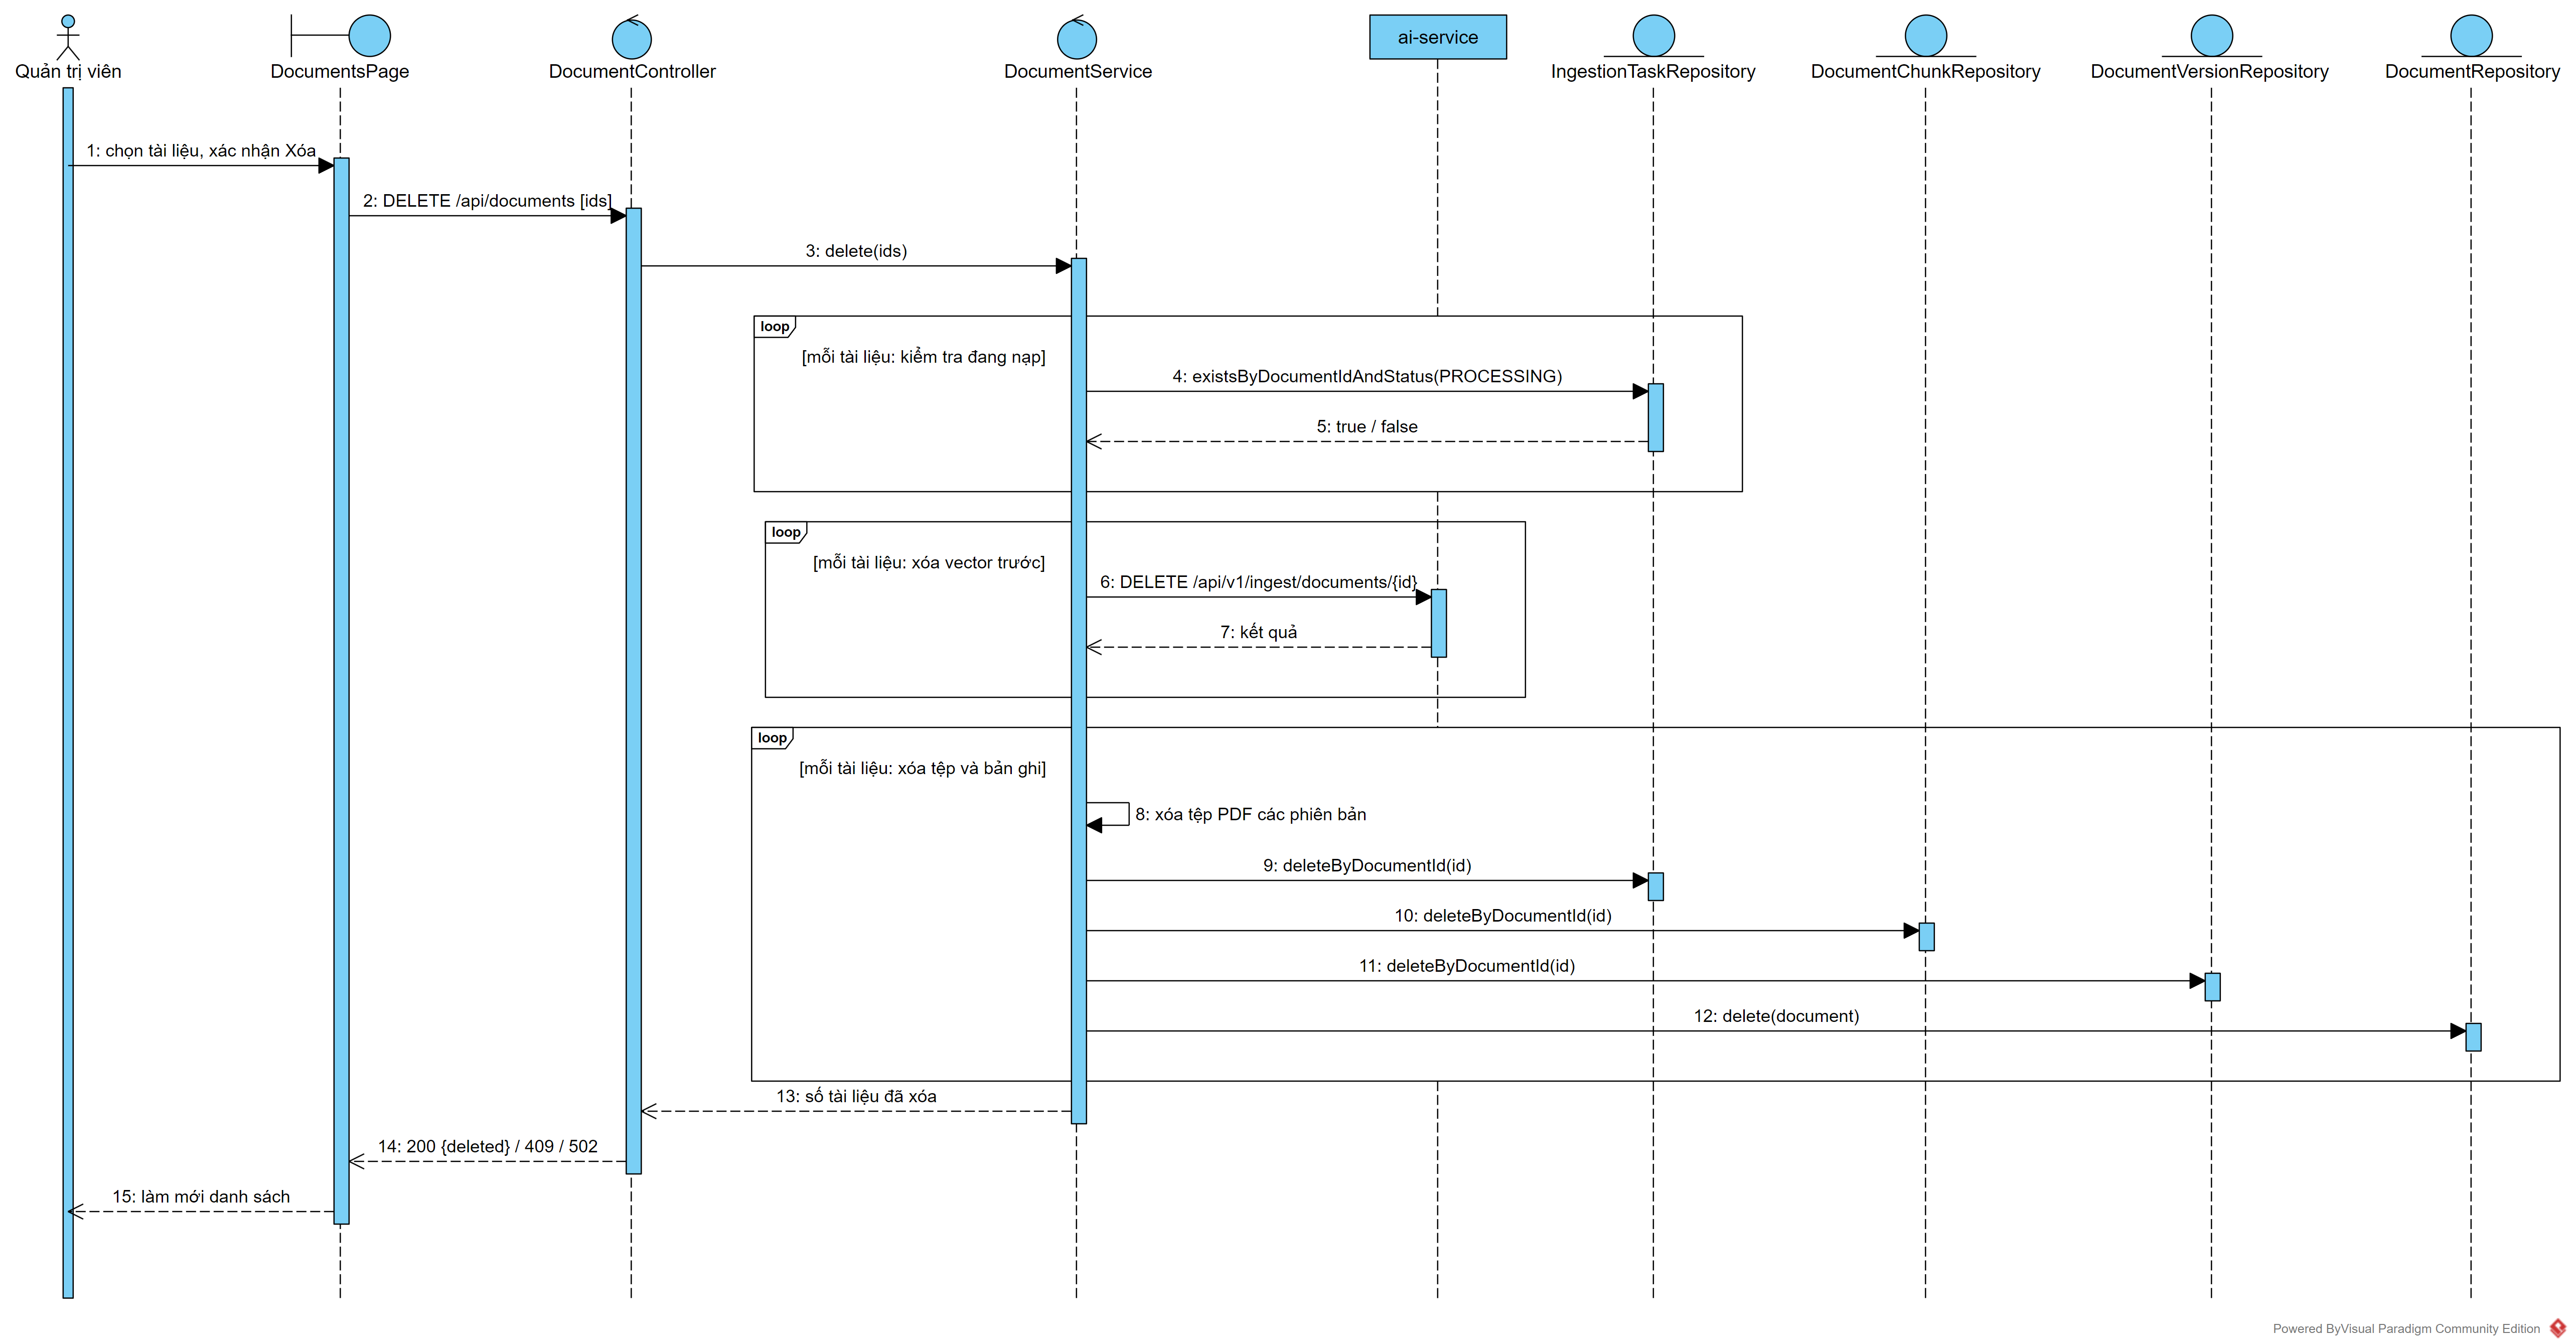 Quản trị viên
DocumentsPage
DocumentController
DocumentService
ai-service
IngestionTaskRepository
DocumentChunkRepository
DocumentVersionRepository
DocumentRepository
1: chọn tài liệu, xác nhận Xóa
2: DELETE /api/documents [ids]
3: delete(ids)
loop
[mỗi tài liệu: kiểm tra đang nạp]
4: existsByDocumentIdAndStatus(PROCESSING)
5: true / false
loop
[mỗi tài liệu: xóa vector trước]
6: DELETE /api/v1/ingest/documents/{id}
7: kết quả
loop
[mỗi tài liệu: xóa tệp và bản ghi]
8: xóa tệp PDF các phiên bản
9: deleteByDocumentId(id)
10: deleteByDocumentId(id)
11: deleteByDocumentId(id)
12: delete(document)
13: số tài liệu đã xóa
14: 200 {deleted} / 409 / 502
15: làm mới danh sách
Powered ByVisual Paradigm Community Edition